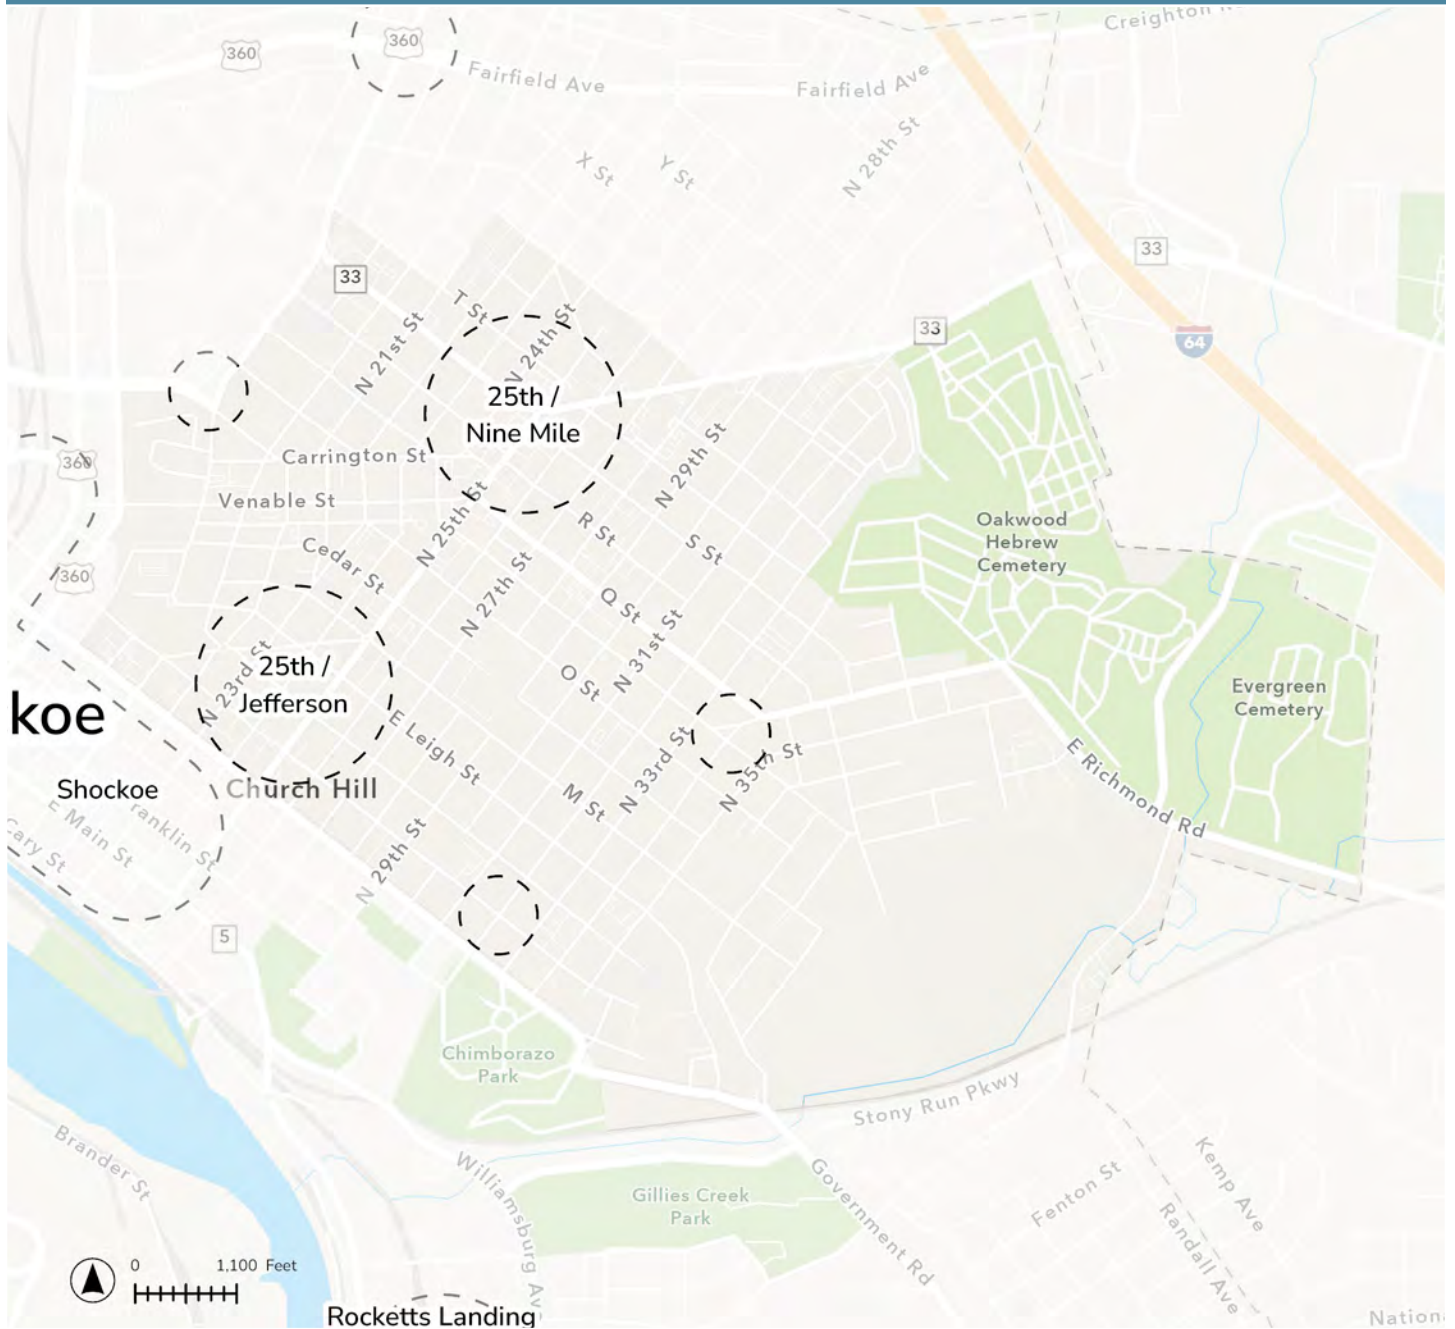 Creighton R
360
360
Fairfield Ave
Fairfield Ave
N 28th St
X St
Y St
33
33
T St
N 24th St
N 21st St
33
64
25th /
Nine Mile
Carrington St
360
N 29th St
Venable St
N 25th St
R St
S St
Oakwood
Hebrew
Cemetery
Cedar St
360
N 27th St
Q St
N 31st St
N 23rd St
25th /
Jefferson
O St
Evergreen
Cemetery
koe
E Leigh St
N 33rd St
N 35th St
E Richmond Rd
Shockoe
Church Hill
M St
ranklin St
E Main St
Cary St
N 29th St
5
Chimborazo
Park
Stony Run Pkwy
Brander St
Williamsburg Av
Gillies Creek
Park
Government Rd
Fenton St
Kemp Ave
Randall Ave
0 1,100 Feet
Rocketts Landing
Nation